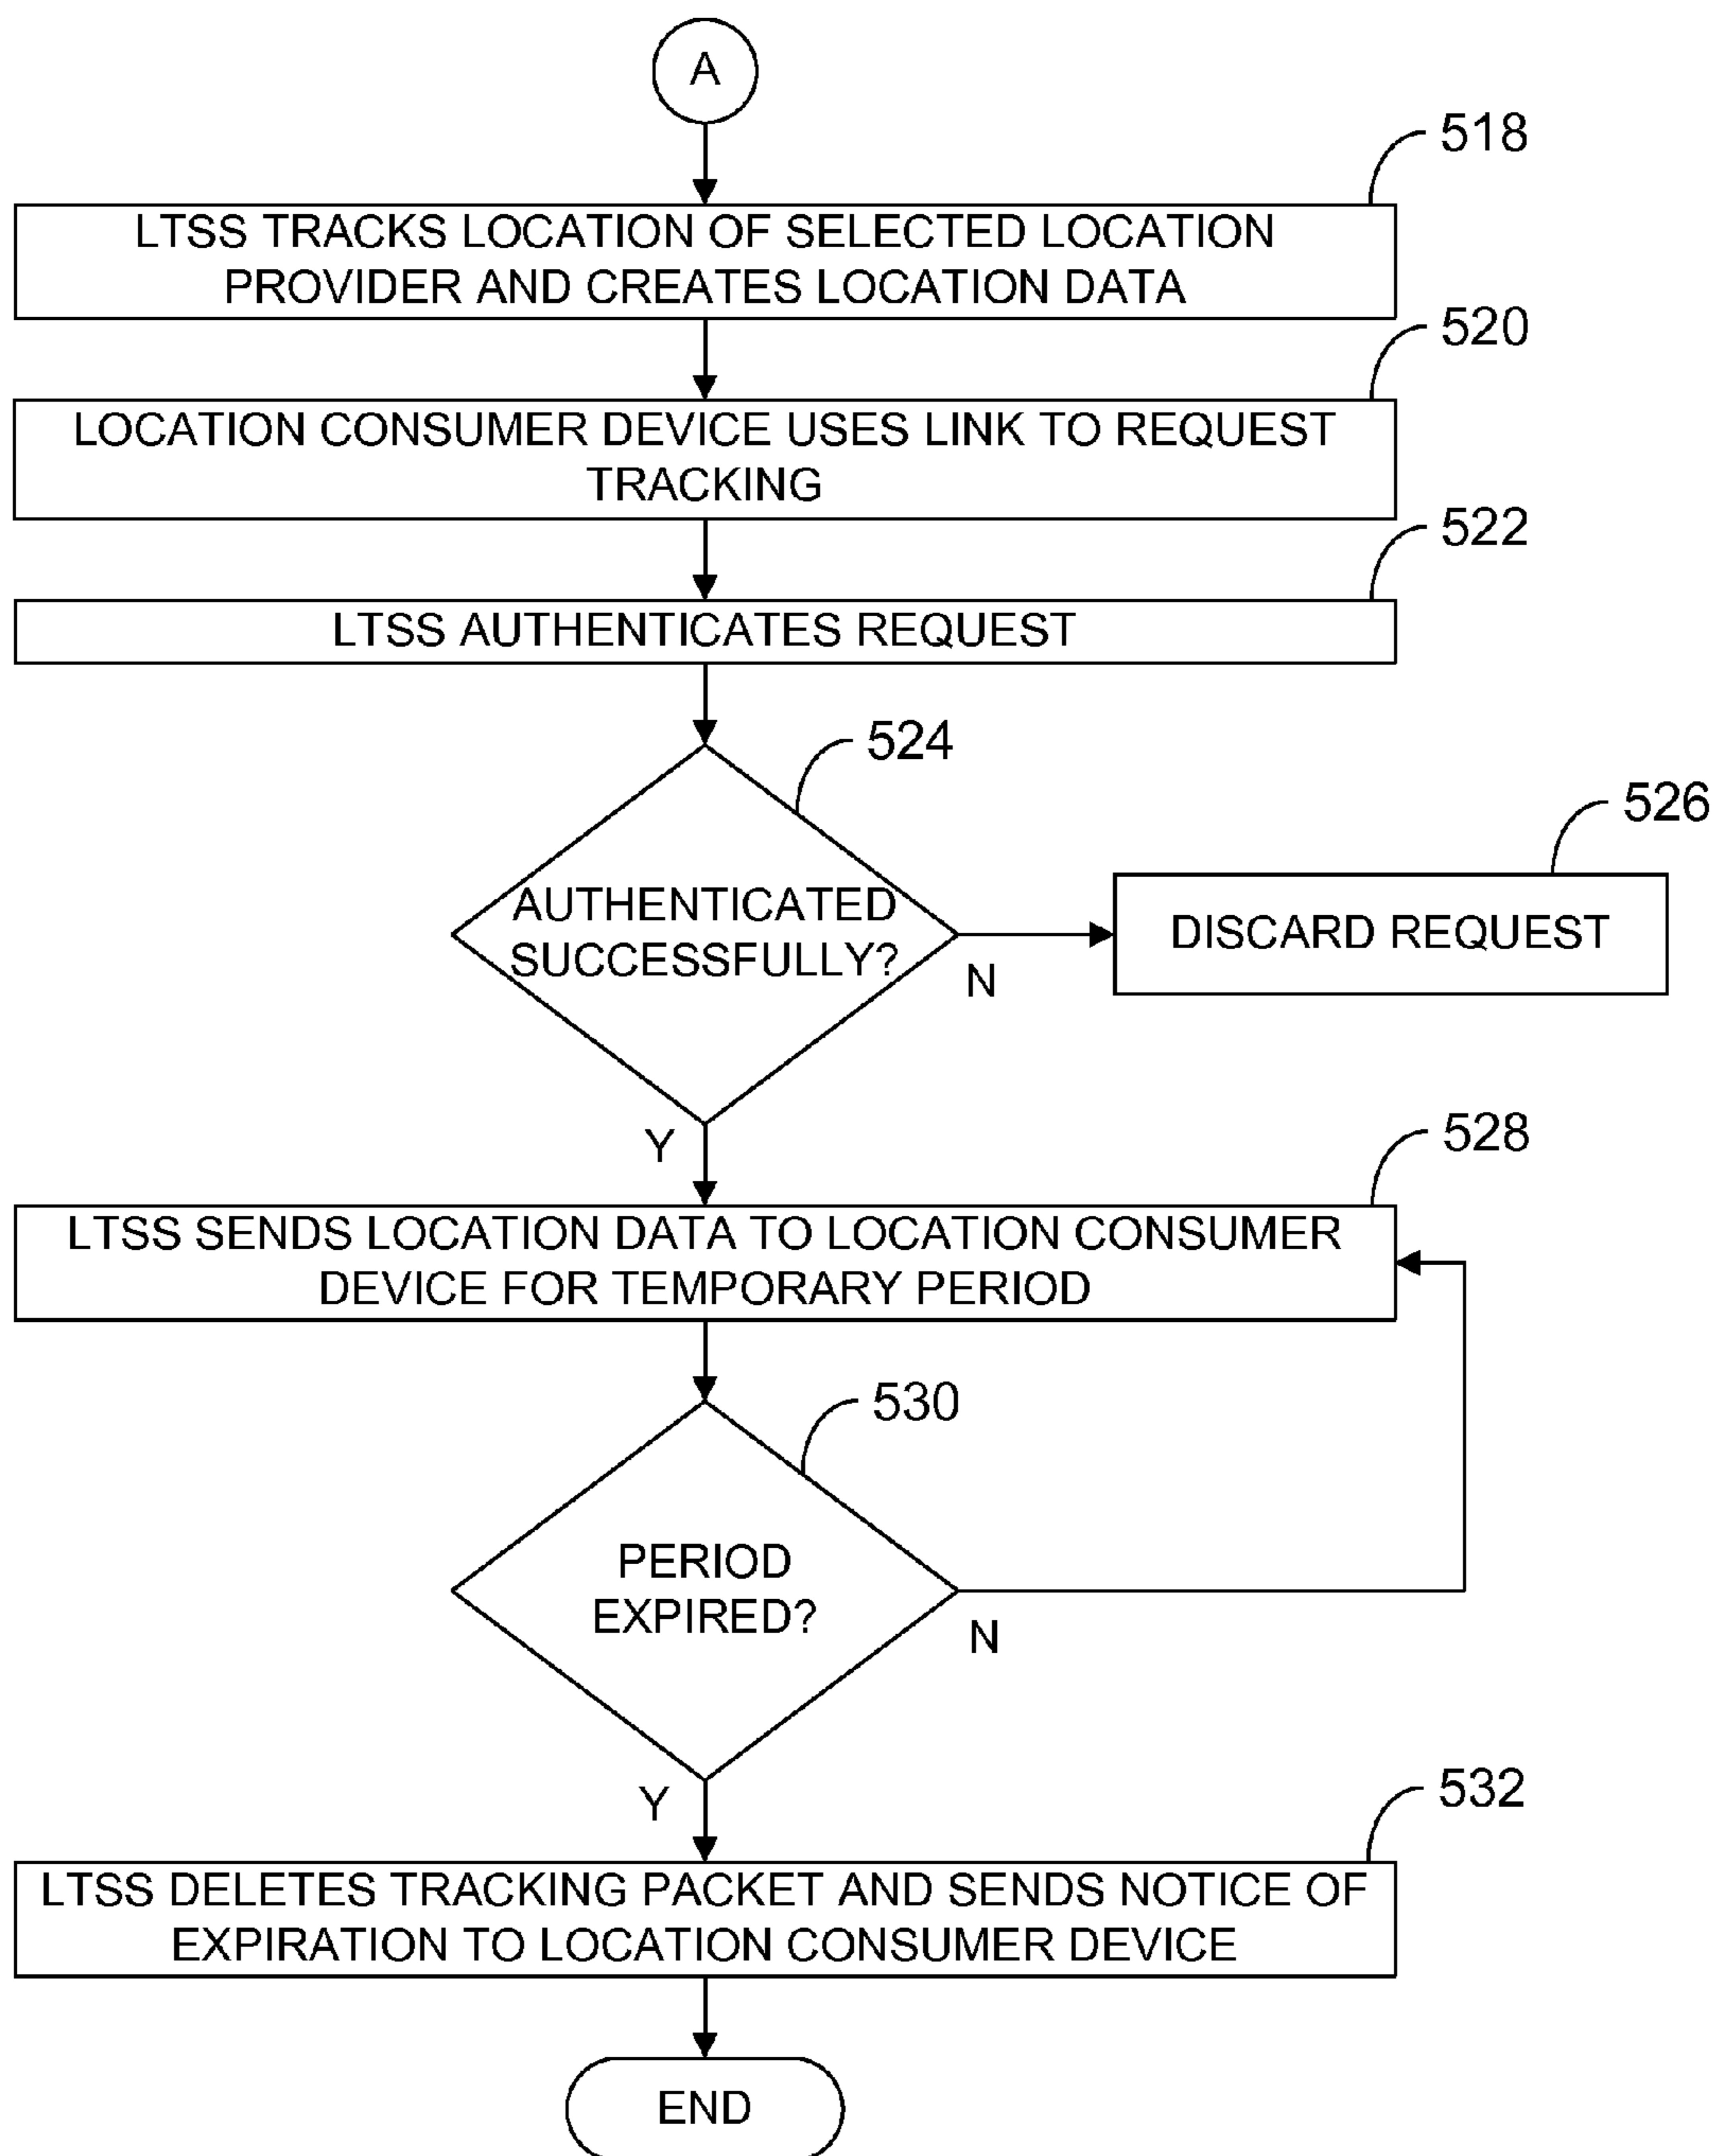 A
518
LTSS TRACKS LOCATION OF SELECTED LOCATION
PROVIDER AND CREATES LOCATION DATA
520
LOCATION CONSUMER DEVICE USES LINK TO REQUEST
TRACKING
522
LTSS AUTHENTICATES REQUEST
524
526
AUTHENTICATED
SUCCESSFULLY?
N
DISCARD REQUEST
Y
528
LTSS SENDS LOCATION DATA TO LOCATION CONSUMER
DEVICE FOR TEMPORARY PERIOD
530
PERIOD
EXPIRED?
N
Y
532
LTSS DELETES TRACKING PACKET AND SENDS NOTICE OF
EXPIRATION TO LOCATION CONSUMER DEVICE
END